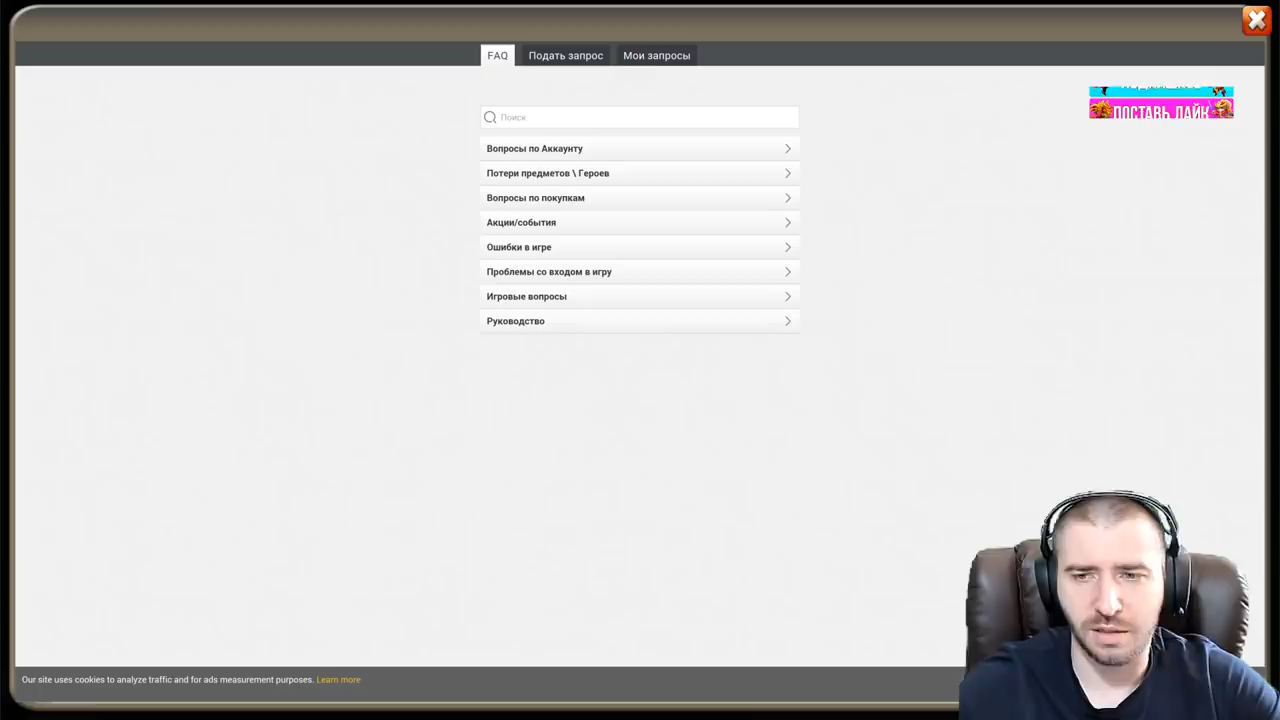 FAQ
Подать запрос
Мои запросы
ПОСТАВЬ ЛАЙК
Поиск
Вопросы по Аккаунту
Потери предметов \ Героев
Вопросы по покупкам
Акции/события
Ошибки в игре
Проблемы со входом в игру
Игровые вопросы
Руководство
Our site uses cookies to analyze traffic and for ads measurement purposes. Learn more